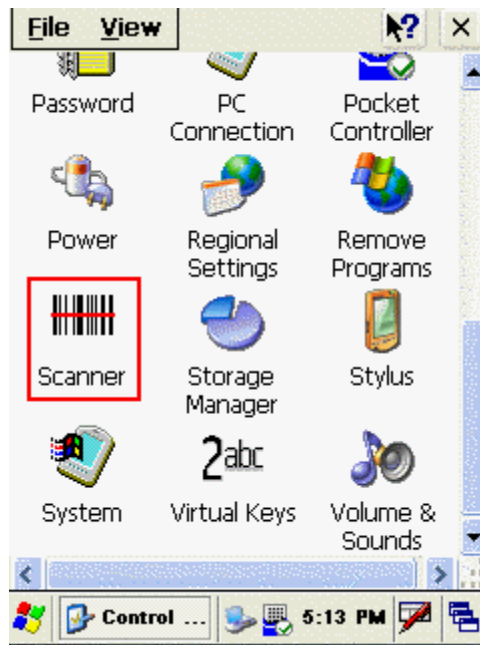 File View
Password PC Connection Pocket Controller
Power Regional Settings Remove Programs
Scanner Storage Manager Stylus
2abc
System Virtual Keys Volume & Sounds
Control ... 5:13 PM